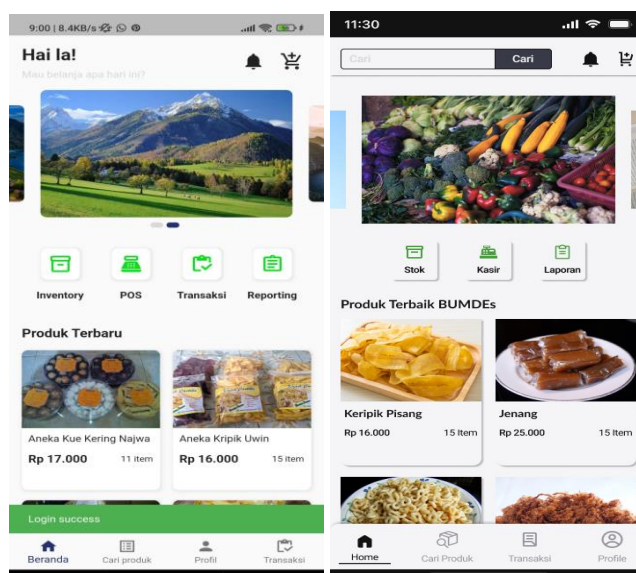 9:00 | 8.4KB/s
Hai la!
Mau belanja apa hari ini?
Inventory
POS
Transaksi
Reporting
Produk Terbaru
Aneka Kue Kering Najwa
Rp 17.000
11 item
Aneka Kripik Uwin
Rp 16.000
15 item
Login success
Beranda
Cari produk
Profil
Transaksi
11:30
Cari
Cari
Stok
Kasir
Laporan
Produk Terbaik BUMDEs
Keripik Pisang
Rp 16.000
15 Item
Jenang
Rp 25.000
15 Item
Home
Cari Produk
Transaksi
Profile